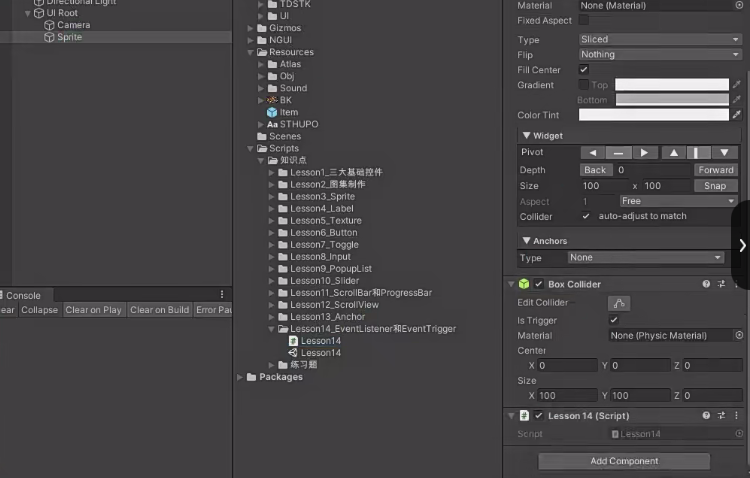 Directional Light
UI Root
Camera
Sprite
Console
ear Collapse Clear on Play Clear on Build Error Pau
TDSTK
UI
Gizmos
NGUI
Resources
Atlas
Obj
Sound
BK
Item
Aa STHUPO
Scenes
Scripts
知识点
Lesson1_三大基础控件
Lesson2_图集制作
Lesson3_Sprite
Lesson4_Label
Lesson5_Texture
Lesson6_Button
Lesson7_Toggle
Lesson8_Input
Lesson9_PopupList
Lesson10_Slider
Lesson11_ScrollBar和ProgressBar
Lesson12_ScrollView
Lesson13_Anchor
Lesson14_EventListener和EventTrigger
Lesson14
Lesson14
练习题
Packages
Material None (Material)
Fixed Aspect
Type Sliced
Flip Nothing
Fill Center
Gradient Top
Bottom
Color Tint
Widget
Pivot
Depth Back 0 Forward
Size 100 x 100 Snap
Aspect 1 Free
Collider auto-adjust to match
Anchors
Type None
Box Collider
Edit Collider
Is Trigger
Material None (Physic Material)
Center
X 0 Y 0 Z 0
Size
X 100 Y 100 Z 0
# Lesson 14 (Script)
Script Lesson14
Add Component